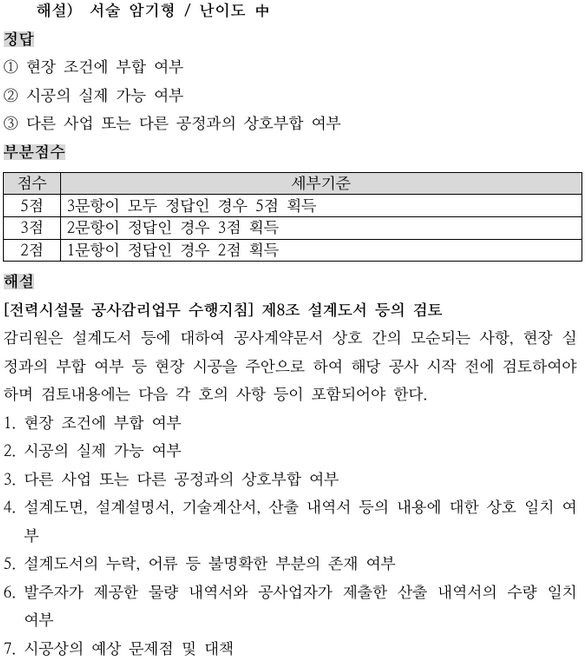 해설) 서술 암기형 / 난이도 中
정답
① 현장 조건에 부합 여부
② 시공의 실제 가능 여부
③ 다른 사업 또는 다른 공정과의 상호부합 여부
부분점수
점수 세부기준
5점 3문항이 모두 정답인 경우 5점 획득
3점 2문항이 정답인 경우 3점 획득
2점 1문항이 정답인 경우 2점 획득
해설
[전력시설물 공사감리업무 수행지침] 제8조 설계도서 등의 검토
감리원은 설계도서 등에 대하여 공사계약문서 상호 간의 모순되는 사항, 현장 실
정과의 부합 여부 등 현장 시공을 주안으로 하여 해당 공사 시작 전에 검토하여야
하며 검토내용에는 다음 각 호의 사항 등이 포함되어야 한다.
1. 현장 조건에 부합 여부
2. 시공의 실제 가능 여부
3. 다른 사업 또는 다른 공정과의 상호부합 여부
4. 설계도면, 설계설명서, 기술계산서, 산출 내역서 등의 내용에 대한 상호 일치 여
부
5. 설계도서의 누락, 어류 등 불명확한 부분의 존재 여부
6. 발주자가 제공한 물량 내역서와 공사업자가 제출한 산출 내역서의 수량 일치
여부
7. 시공상의 예상 문제점 및 대책